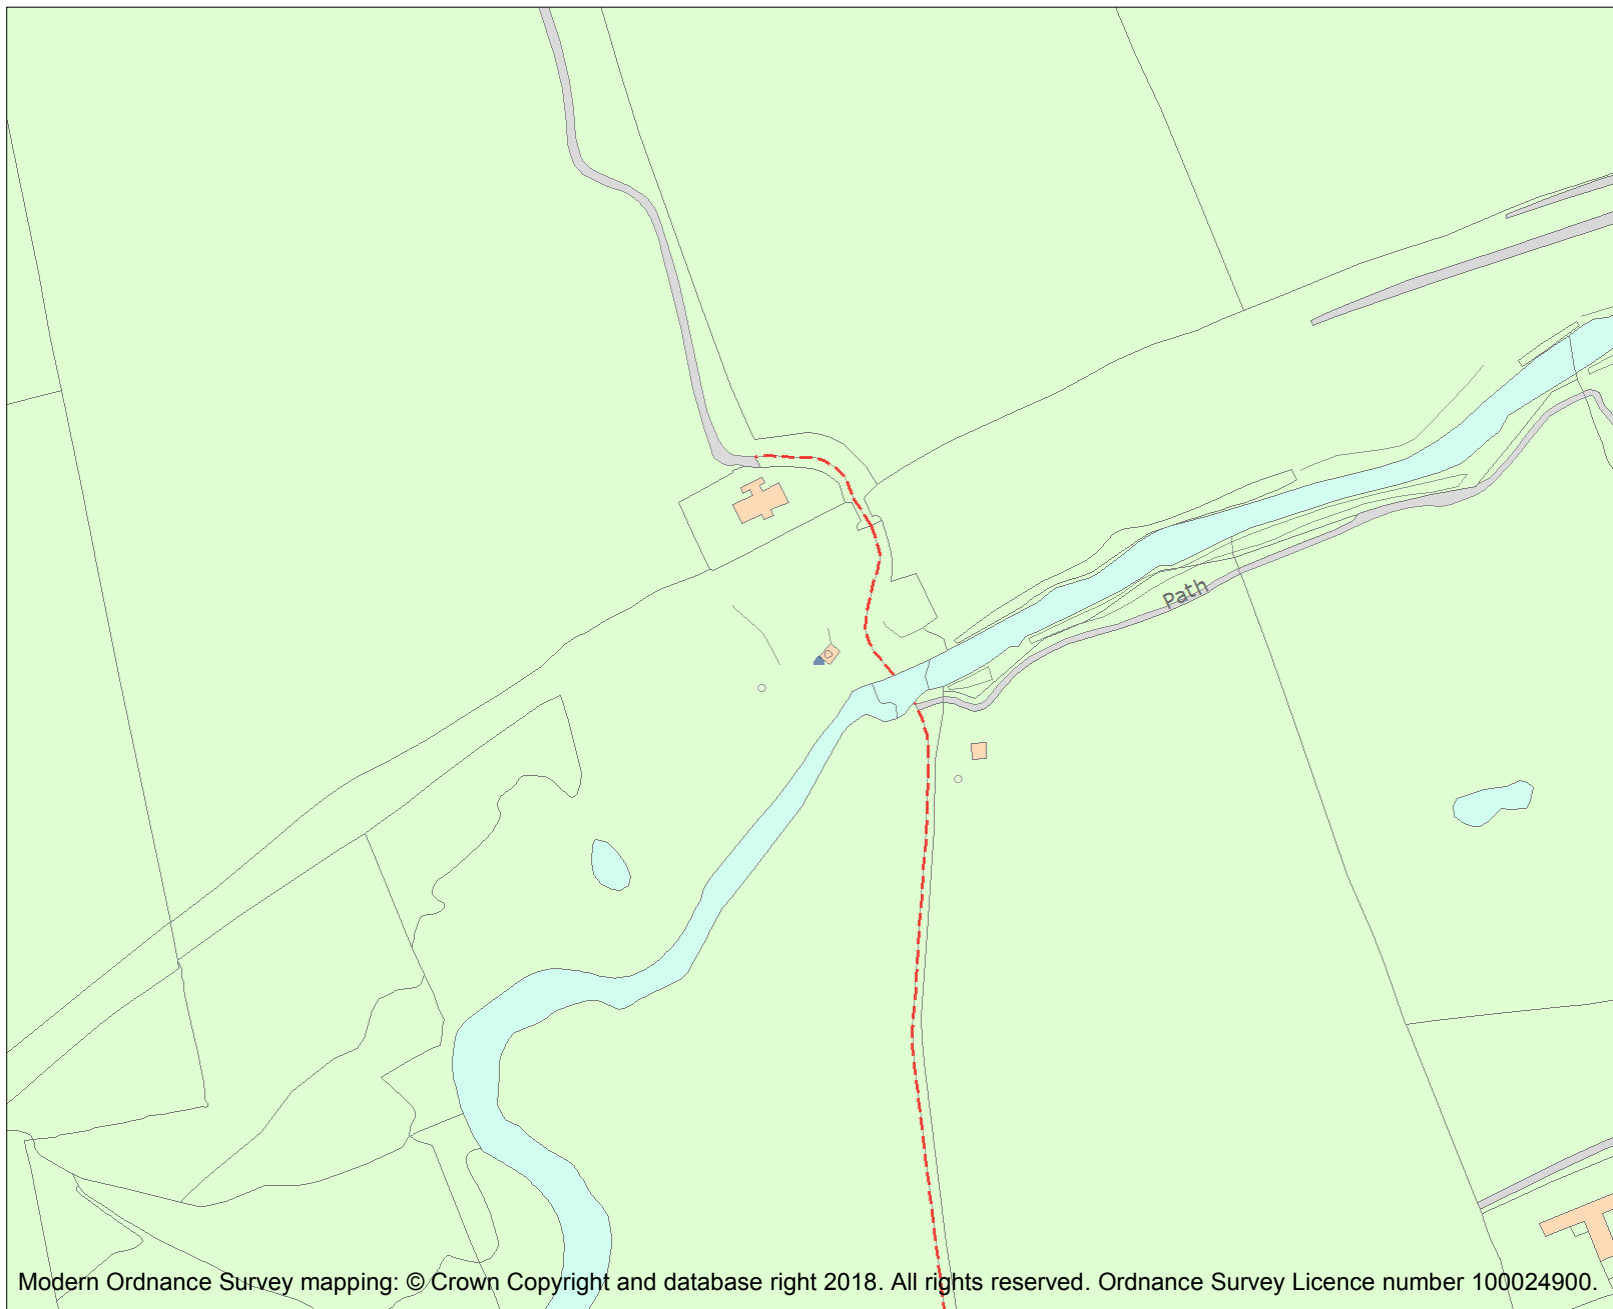 Path
Modern Ordnance Survey mapping: © Crown Copyright and database right 2018. All rights reserved. Ordnance Survey Licence number 100024900.